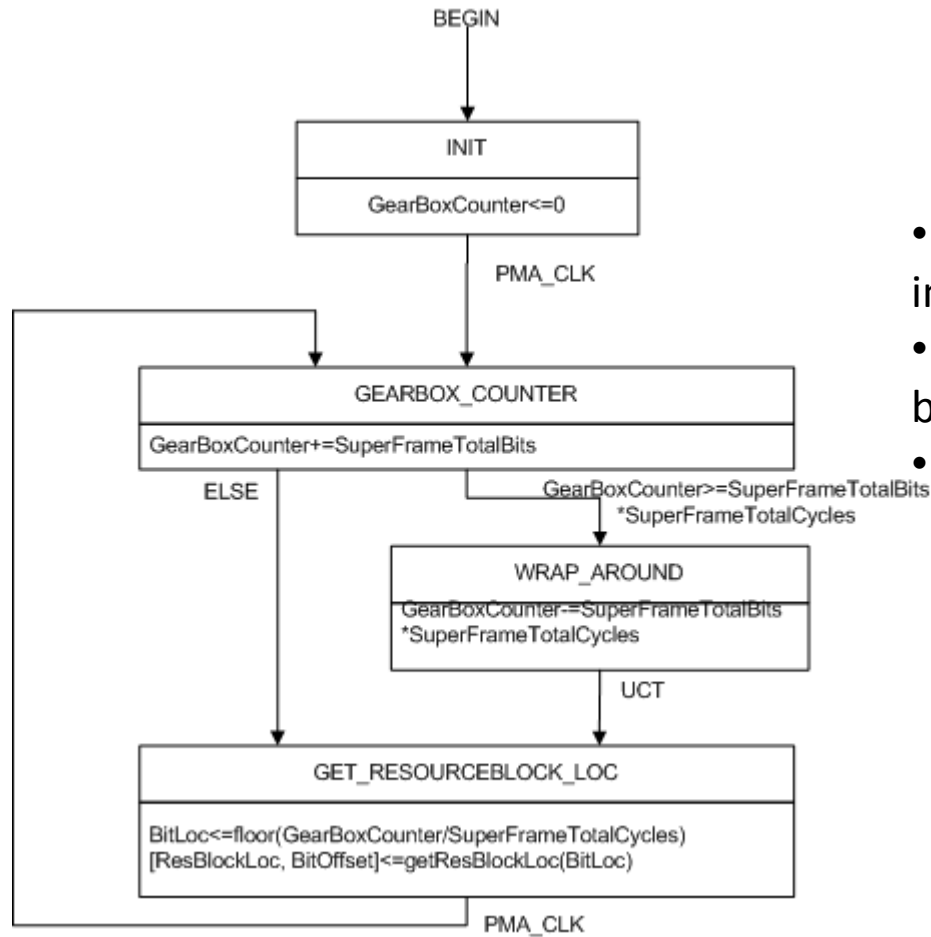 BEGIN
INIT
GearBoxCounter<=0
PMA_CLK
GEARBOX_COUNTER
GearBoxCounter+=SuperFrameTotalBits
ELSE
GearBoxCounter>=SuperFrameTotalBits
*SuperFrameTotalCycles
WRAP_AROUND
GearBoxCounter-=SuperFrameTotalBits
*SuperFrameTotalCycles
UCT
GET_RESOURCEBLOCK_LOC
BitLoc<=floor(GearBoxCounter/SuperFrameTotalCycles)
[ResBlockLoc, BitOffset]<=getResBlockLoc(BitLoc)
PMA_CLK
•
•
•